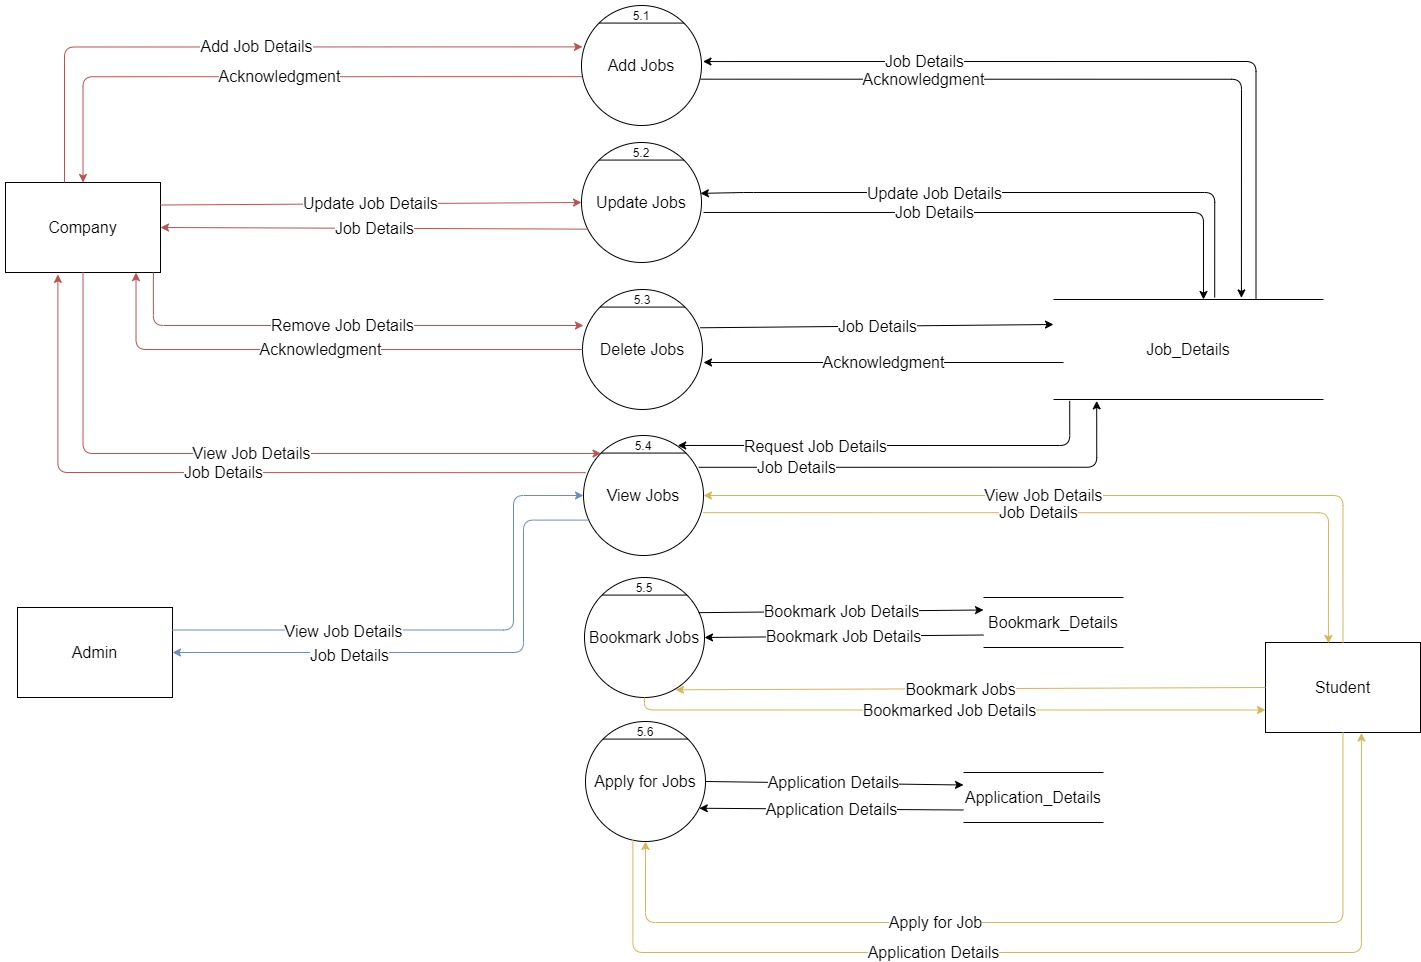 5.1
Add Job Details
Add Jobs
Job Details
Acknowledgment
Acknowledgment
5.2
Update Job Details
Update Jobs
Update Job Details
Company
Job Details
Job Details
5.3
Remove Job Details
Job Details
Acknowledgment
Delete Jobs
Job_Details
Acknowledgment
5.4
View Job Details
Request Job Details
Job Details
Job Details
View Jobs
View Job Details
Job Details
5.5
Bookmark Job Details
Bookmark_Details
View Job Details
Bookmark Jobs
Bookmark Job Details
Admin
Job Details
Bookmark Jobs
Student
Bookmarked Job Details
5.6
Apply for Jobs
Application Details
Application_Details
Application Details
Apply for Job
Application Details